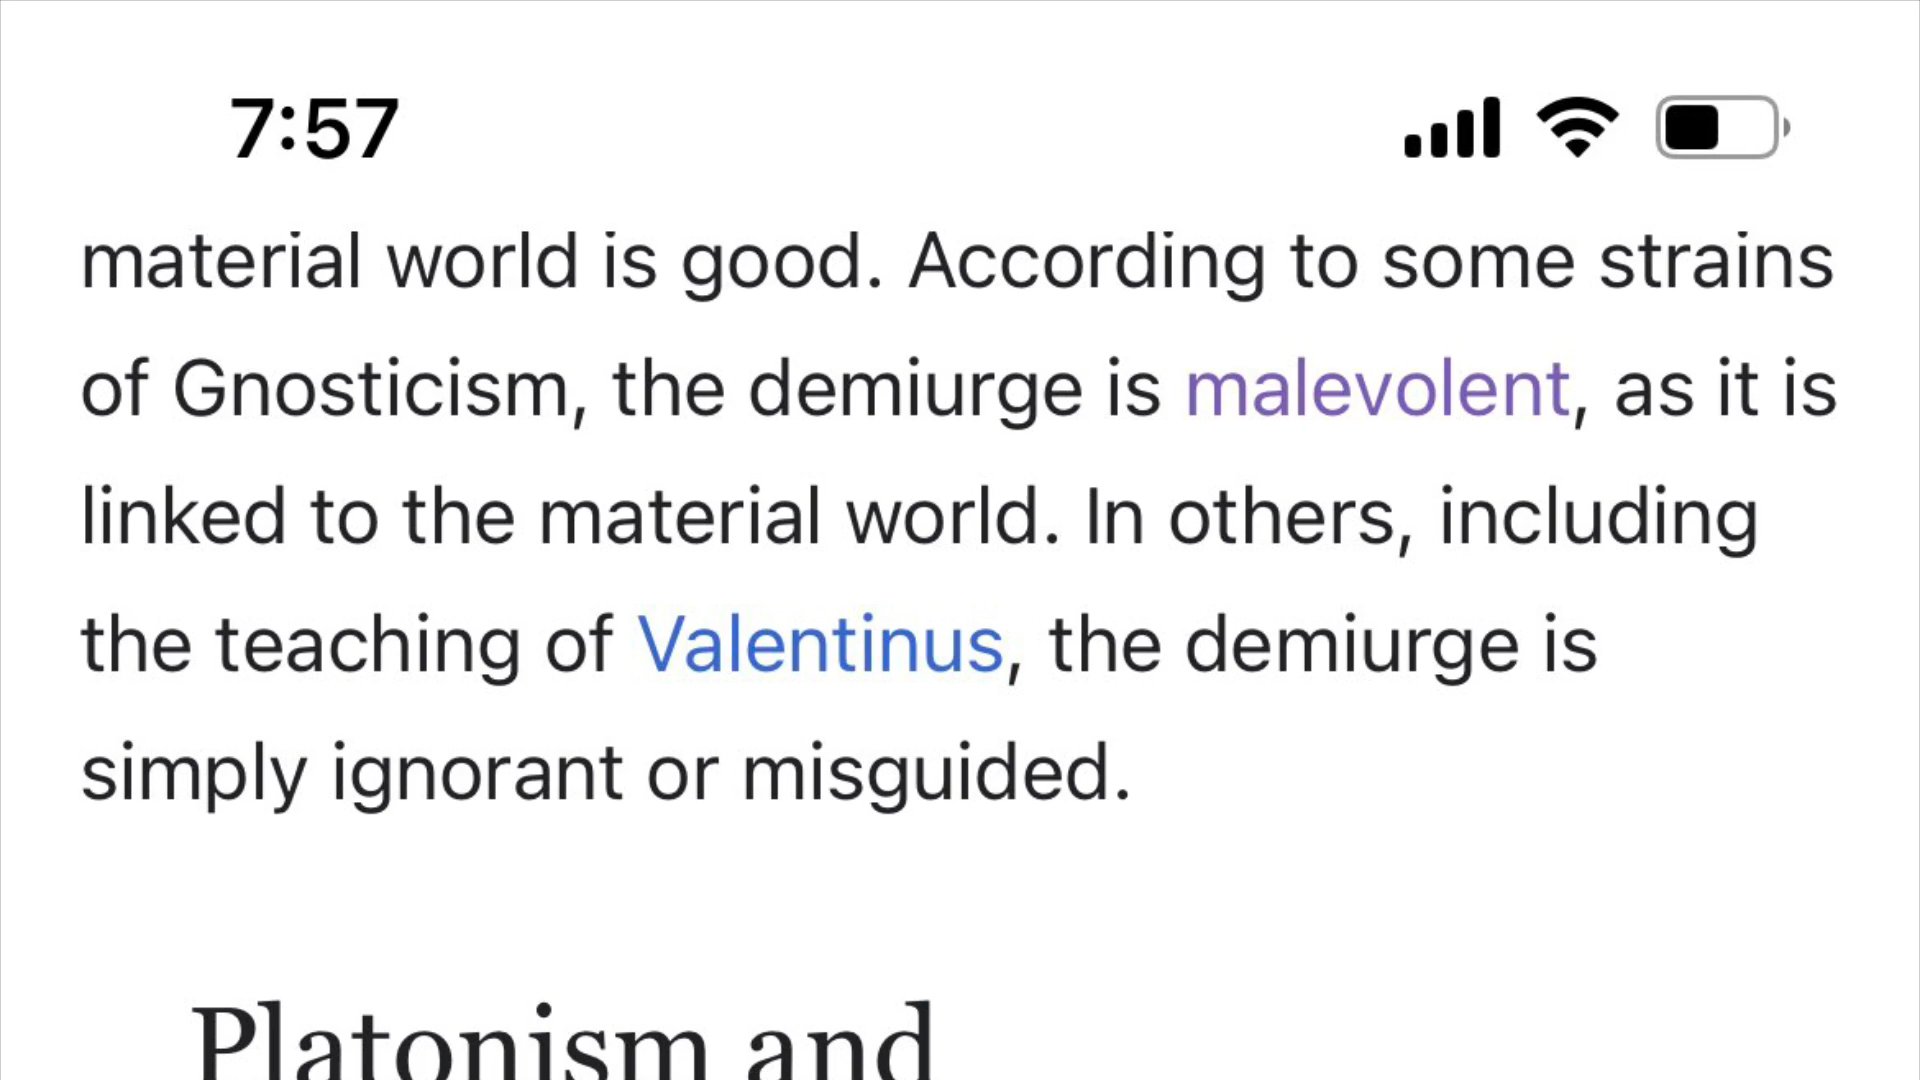 7:57
material world is good. According to some strains
of Gnosticism, the demiurge is malevolent, as it is
linked to the material world. In others, including
the teaching of Valentinus, the demiurge is
simply ignorant or misguided.
Platonism and